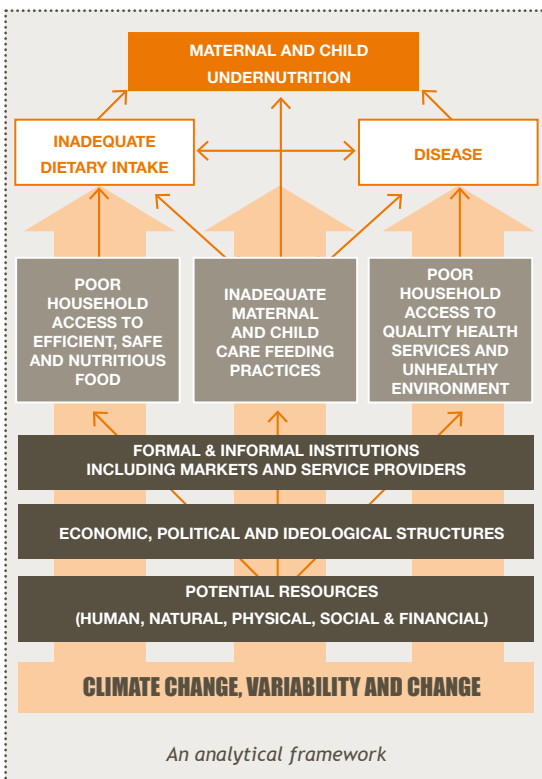 MATERNAL AND CHILD
UNDERNUTRITION
INADEQUATE
DIETARY INTAKE
DISEASE
POOR
HOUSEHOLD
ACCESS TO
EFFICIENT, SAFE
AND NUTRITIOUS
FOOD
INADEQUATE
MATERNAL
AND CHILD
CARE FEEDING
PRACTICES
POOR
HOUSEHOLD
ACCESS TO
QUALITY HEALTH
SERVICES AND
UNHEALTHY
ENVIRONMENT
FORMAL & INFORMAL INSTITUTIONS
INCLUDING MARKETS AND SERVICE PROVIDERS
ECONOMIC, POLITICAL AND IDEOLOGICAL STRUCTURES
POTENTIAL RESOURCES
(HUMAN, NATURAL, PHYSICAL, SOCIAL & FINANCIAL)
CLIMATE CHANGE, VARIABILITY AND CHANGE
An analytical framework